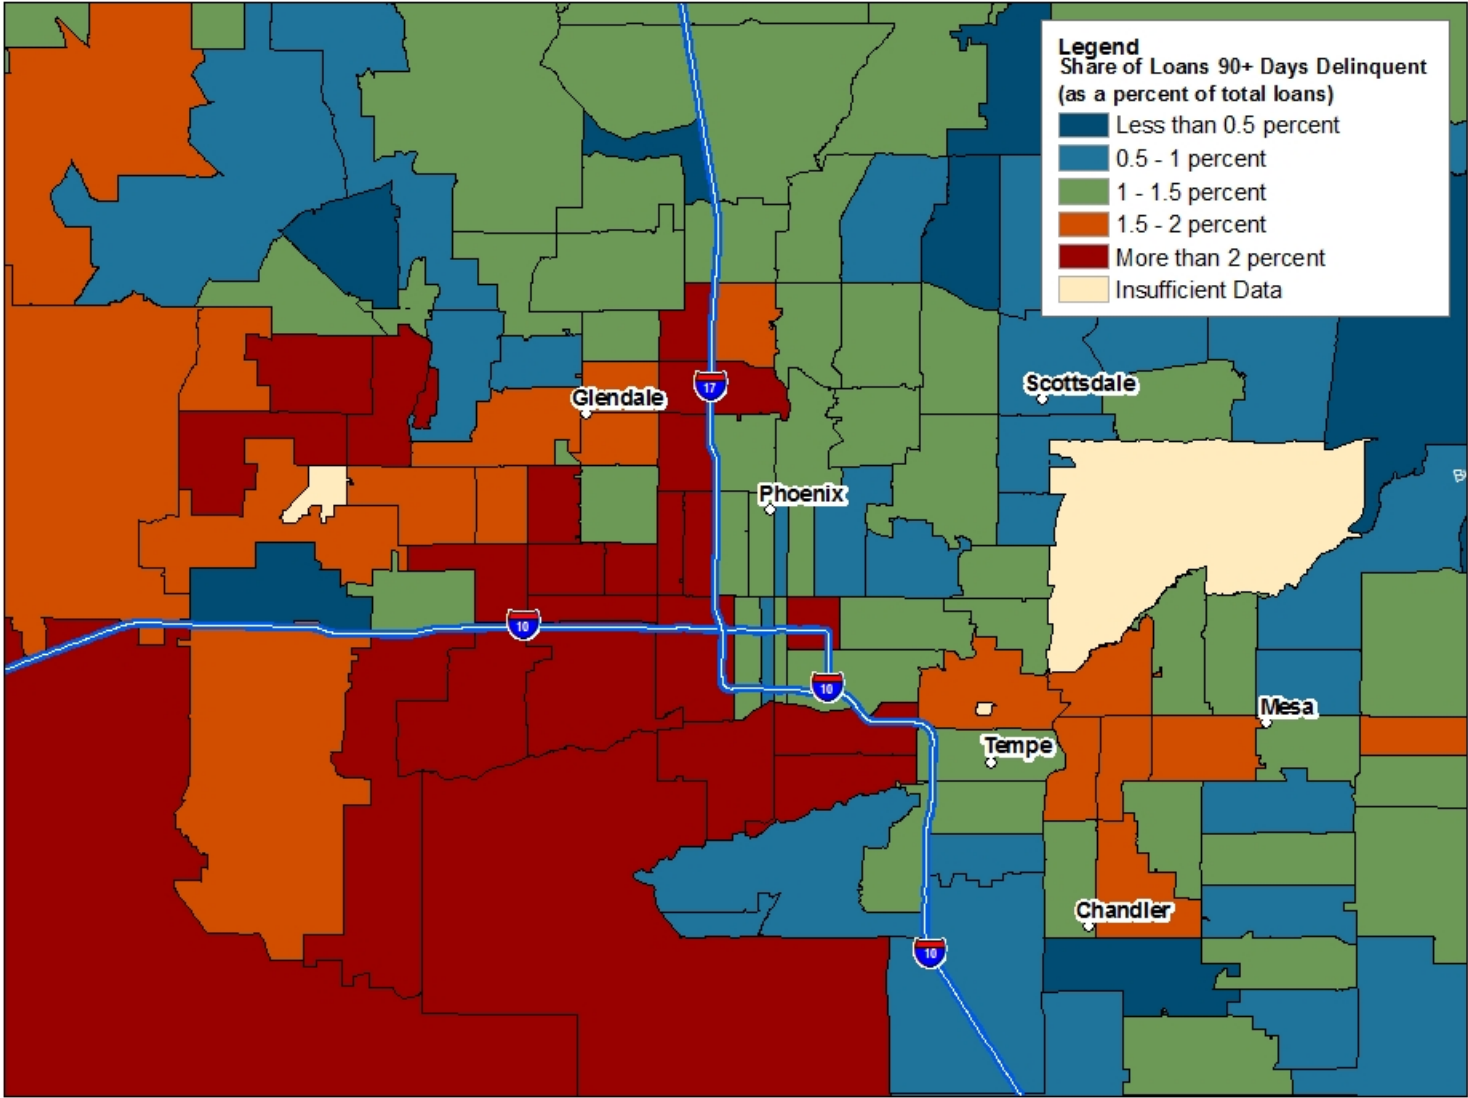 Legend
Share of Loans 90+ Days Delinquent
(as a percent of total loans)
Less than 0.5 percent
0.5 - 1 percent
1 - 1.5 percent
1.5 - 2 percent
More than 2 percent
Insufficient Data
17
Glendale
Scottsdale
Phoenix
10
10
Mesa
Tempe
Chandler
10